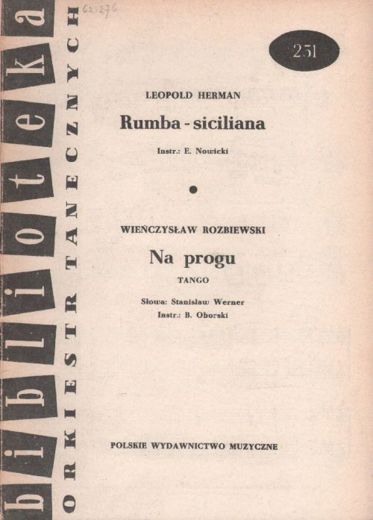 62.276
231
LEOPOLD HERMAN
Rumba - siciliana
Instr.: E. Nowicki
WIEŃCZYSŁAW ROZBIEWSKI
Na progu
TANGO
Słowa: Stanisław Werner
Instr.: B. Oborski
POLSKIE WYDAWNICTWO MUZYCZNE
biblioteka
ORKIESTR TANECZNYCH